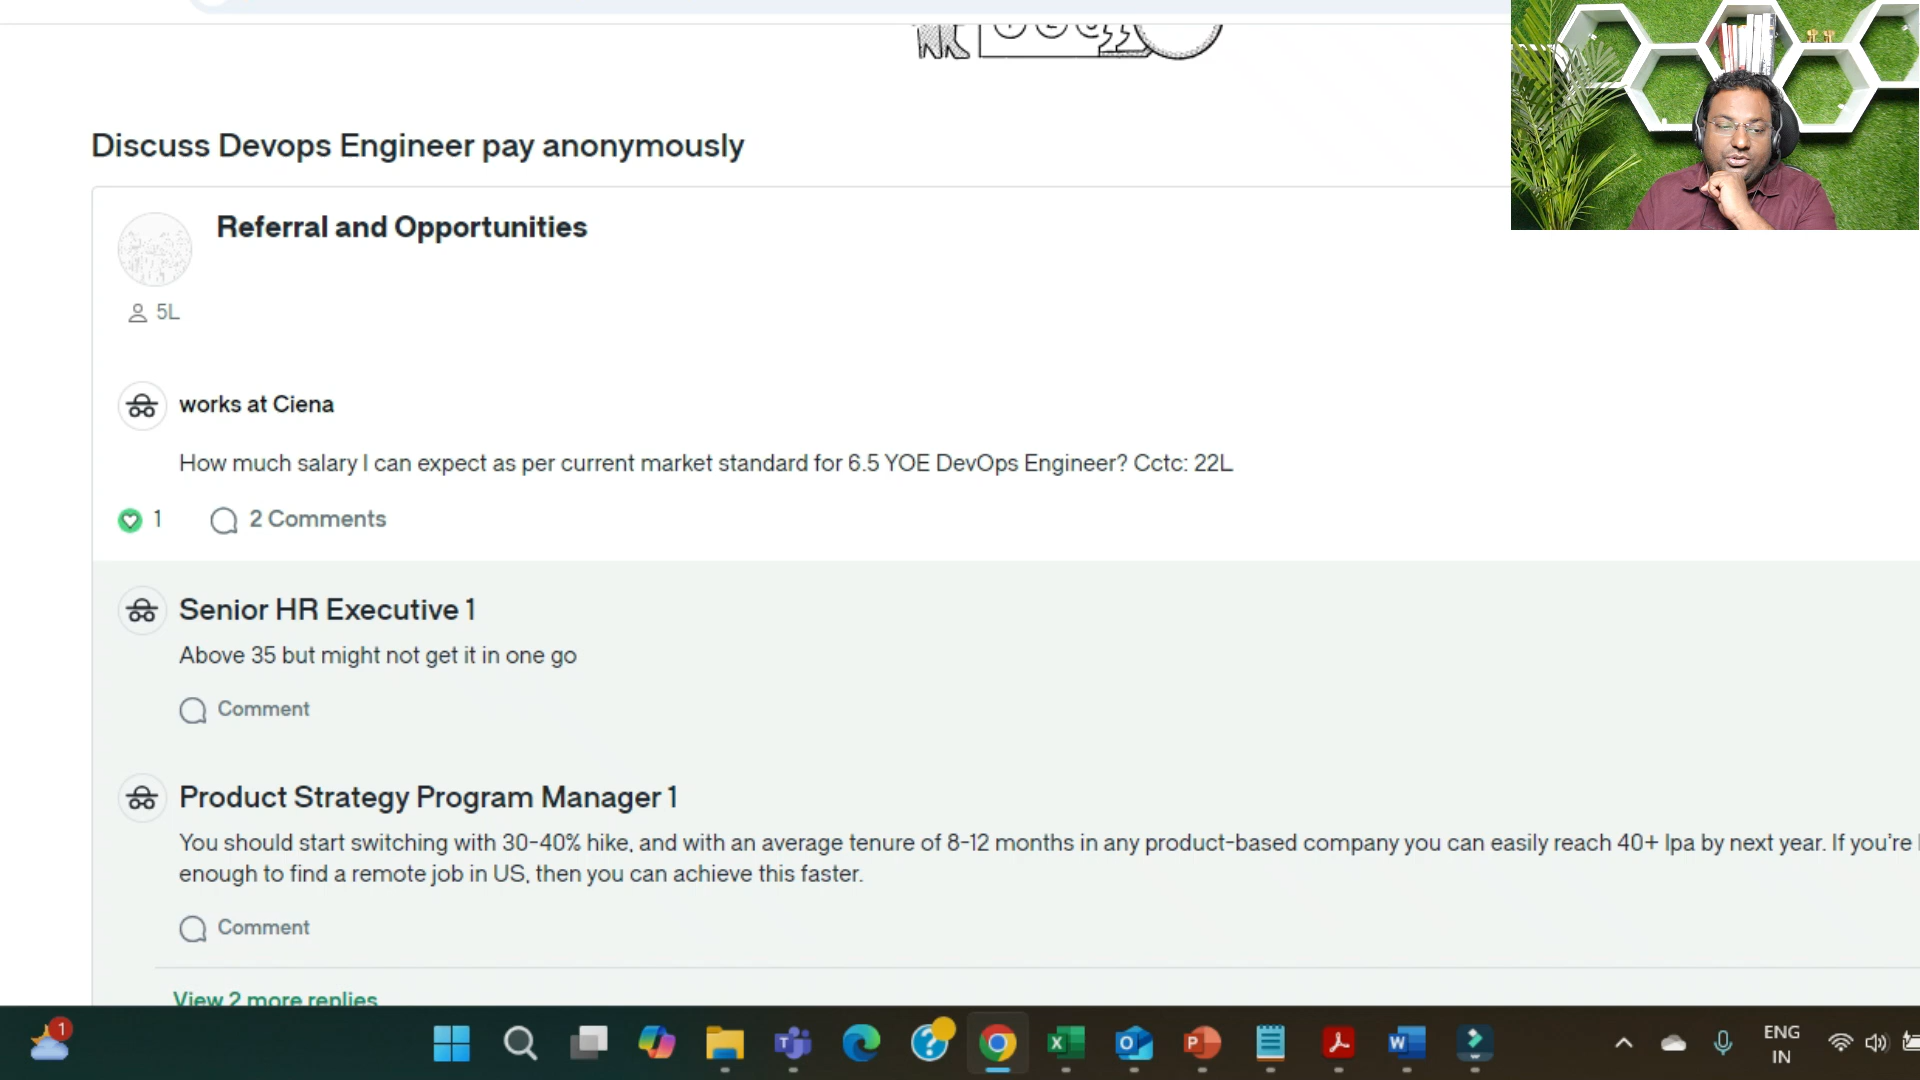 Discuss Devops Engineer pay anonymously
Referral and Opportunities
5L
works at Ciena
How much salary I can expect as per current market standard for 6.5 YOE DevOps Engineer? Cctc: 22L
1
2 Comments
Senior HR Executive 1
Above 35 but might not get it in one go
Comment
Product Strategy Program Manager 1
You should start switching with 30-40% hike, and with an average tenure of 8-12 months in any product-based company you can easily reach 40+ lpa by next year. If you're
enough to find a remote job in US, then you can achieve this faster.
Comment
View 2 more replies
1
ENG
IN